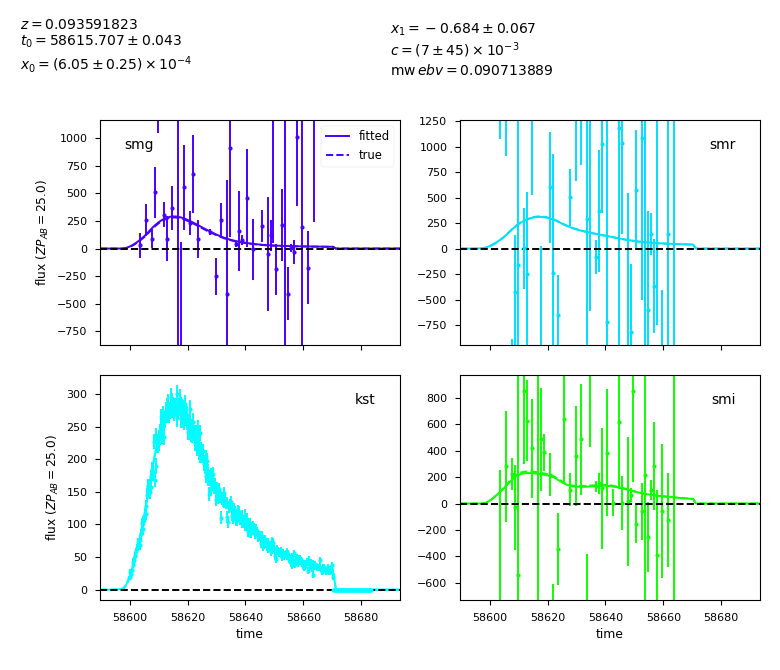 z = 0.093591823
t₀ = 58615.707 ± 0.043
x₀ = (6.05 ± 0.25) × 10⁻⁴
x₁ = −0.684 ± 0.067
c = (7 ± 45) × 10⁻³
mw ebv = 0.090713889
smg
fitted
true
1000
750
500
250
0
−250
−500
−750
flux (ZP_AB = 25.0)
smr
1250
1000
750
500
250
0
−250
−500
−750
kst
300
250
200
150
100
50
0
flux (ZP_AB = 25.0)
58600 58620 58640 58660 58680
time
smi
800
600
400
200
0
−200
−400
−600
58600 58620 58640 58660 58680
time